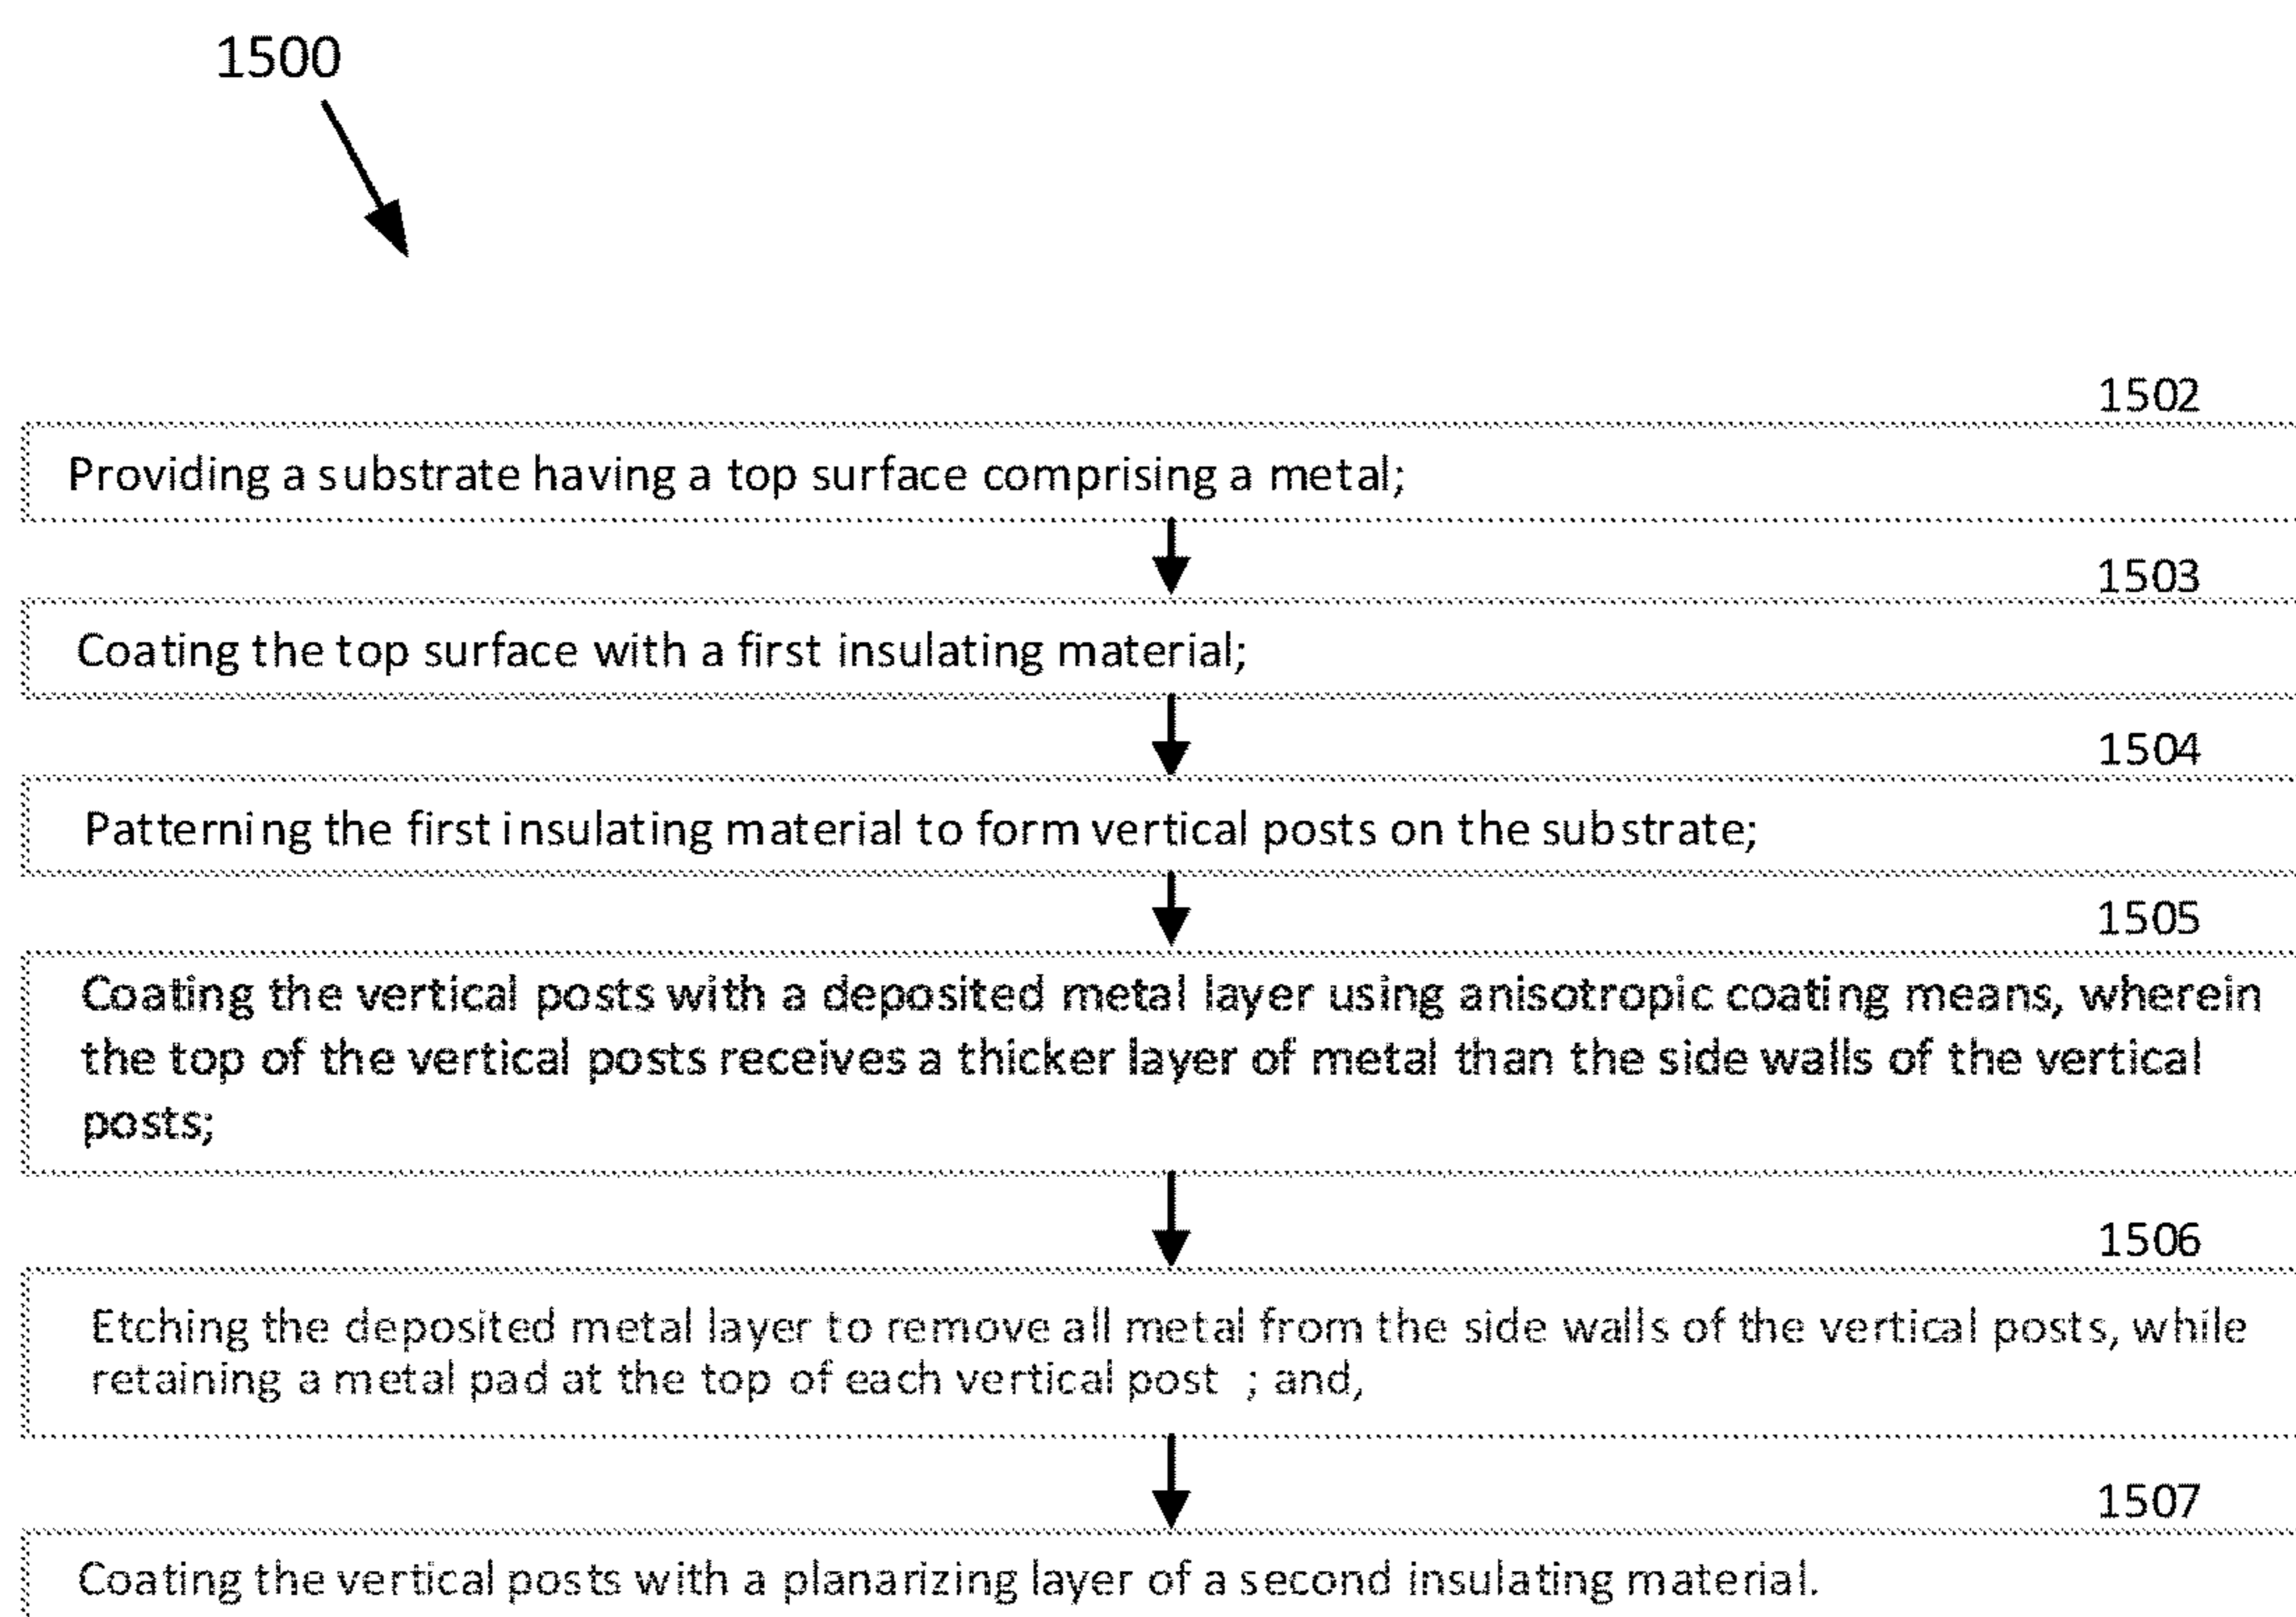 1500
1502
Providing a substrate having a top surface comprising a metal;
1503
Coating the top surface with a first insulating material;
1504
Patterning the first insulating material to form vertical posts on the substrate;
1505
Coating the vertical posts with a deposited metal layer using anisotropic coating means, wherein
the top of the vertical posts receives a thicker layer of metal than the side walls of the vertical
posts;
1506
Etching the deposited metal layer to remove all metal from the side walls of the vertical posts, while
retaining a metal pad at the top of each vertical post ; and,
1507
Coating the vertical posts with a planarizing layer of a second insulating material.